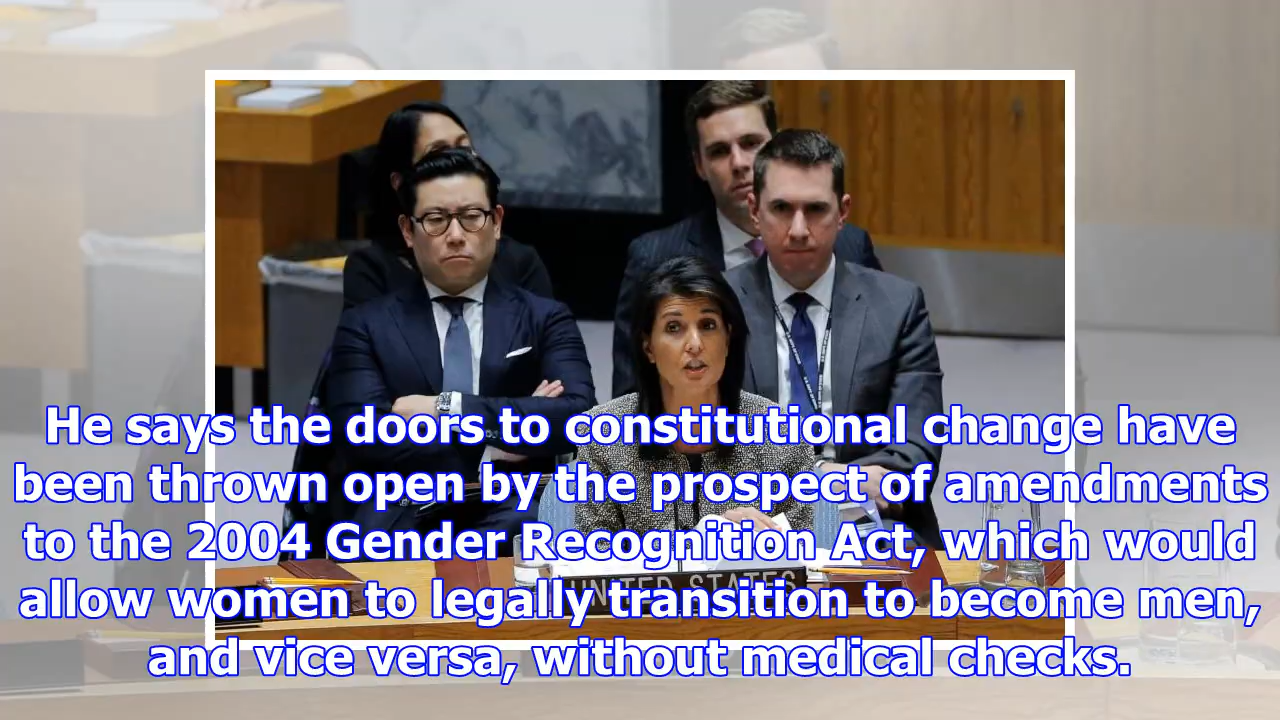 He says the doors to constitutional change have
been thrown open by the prospect of amendments
to the 2004 Gender Recognition Act, which would
allow women to legally transition to become men,
and vice versa, without medical checks.
UNITED STATES